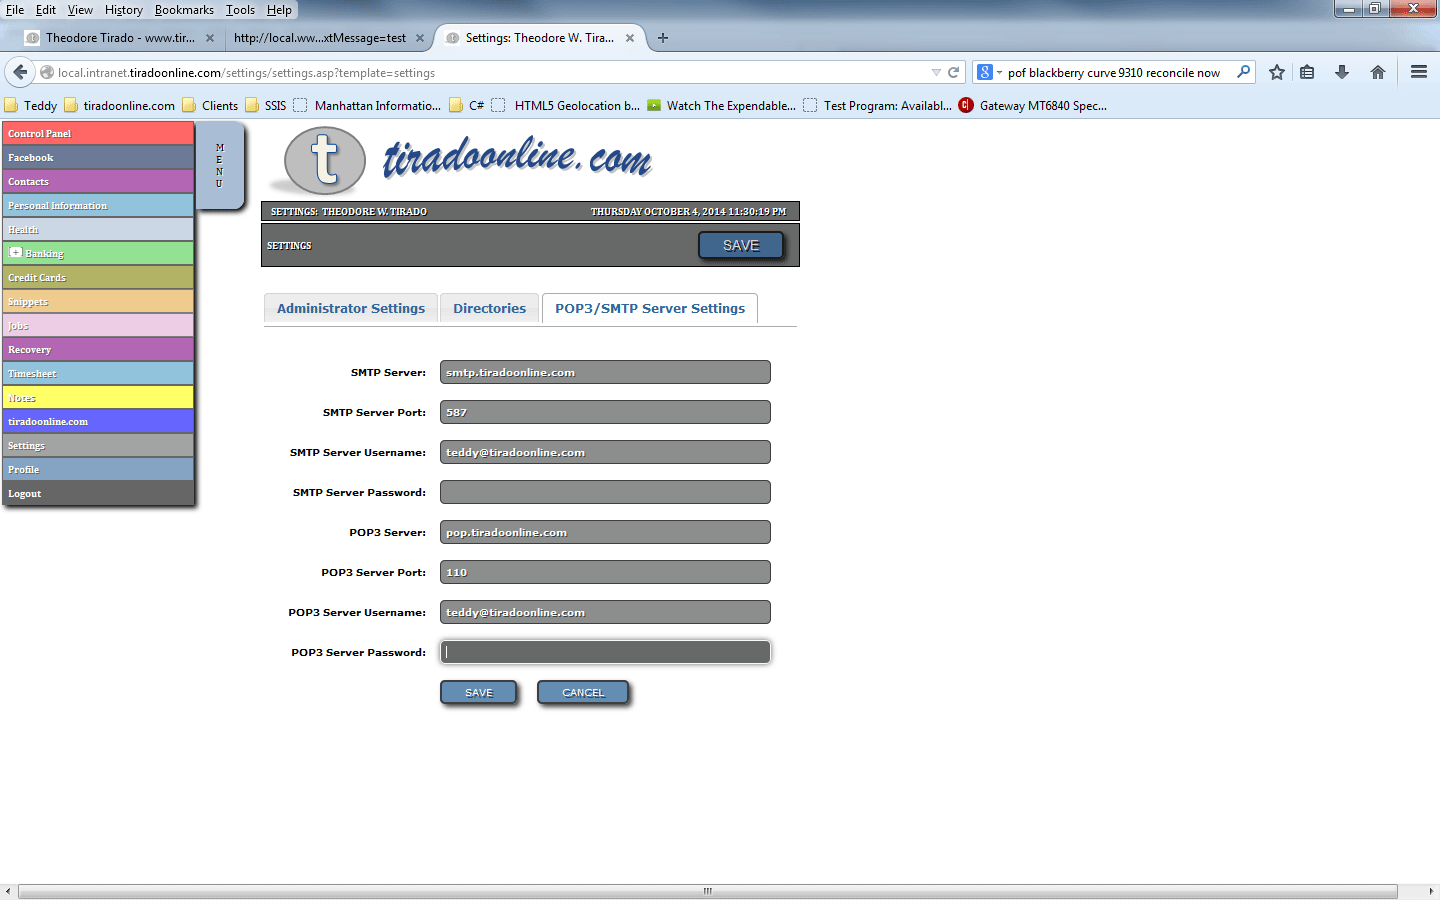 File Edit View History Bookmarks Tools Help
Theodore Tirado - www.tir... http://local.ww...xtMessage=test Settings: Theodore W. Tira...
local.intranet.tiradoonline.com/settings/settings.asp?template=settings pof blackberry curve 9310 reconcile now
Teddy tiradoonline.com Clients SSIS Manhattan Informatio... C# HTML5 Geolocation b... Watch The Expendable... Test Program: Availabl... Gateway MT6840 Spec...
Control Panel
Facebook
Contacts
Personal Information
Health
Banking
Credit Cards
Snippets
Jobs
Recovery
Timesheet
Notes
tiradoonline.com
Settings
Profile
Logout
MENU
t tiradoonline.com
SETTINGS: THEODORE W. TIRADO THURSDAY OCTOBER 4, 2014 11:30:19 PM
SETTINGS SAVE
Administrator Settings Directories POP3/SMTP Server Settings
SMTP Server: smtp.tiradoonline.com
SMTP Server Port: 587
SMTP Server Username: teddy@tiradoonline.com
SMTP Server Password:
POP3 Server: pop.tiradoonline.com
POP3 Server Port: 110
POP3 Server Username: teddy@tiradoonline.com
POP3 Server Password:
SAVE CANCEL